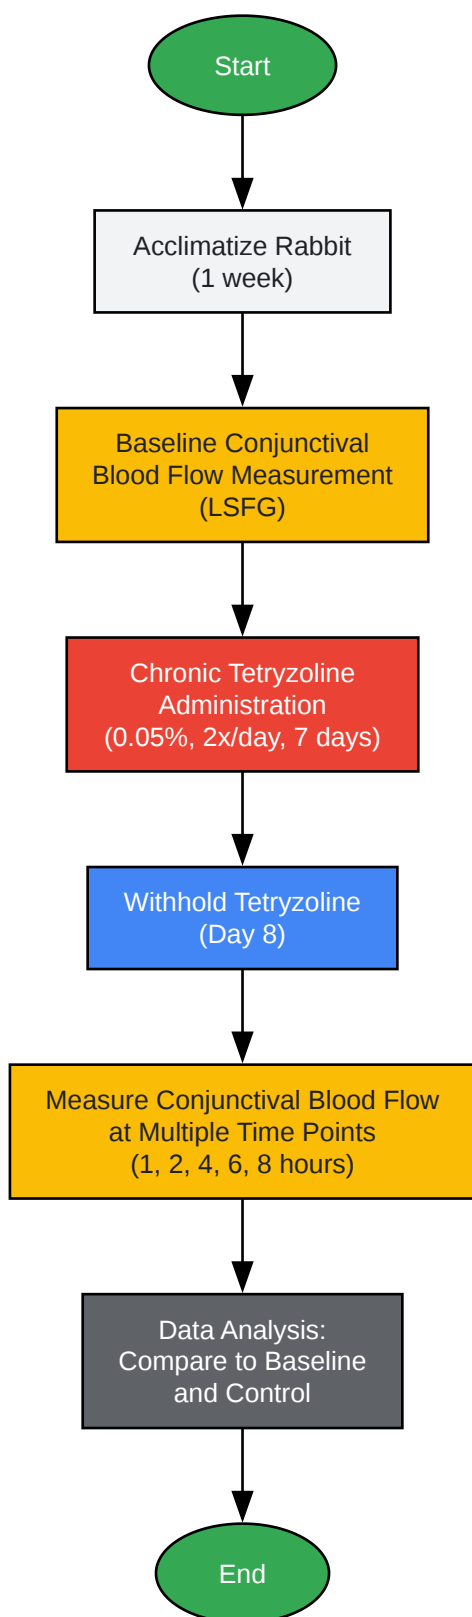 Start
Acclimatize Rabbit
(1 week)
Baseline Conjunctival
Blood Flow Measurement
(LSFG)
Chronic Tetryzoline
Administration
(0.05%, 2x/day, 7 days)
Withhold Tetryzoline
(Day 8)
Measure Conjunctival Blood Flow
at Multiple Time Points
(1, 2, 4, 6, 8 hours)
Data Analysis:
Compare to Baseline
and Control
End